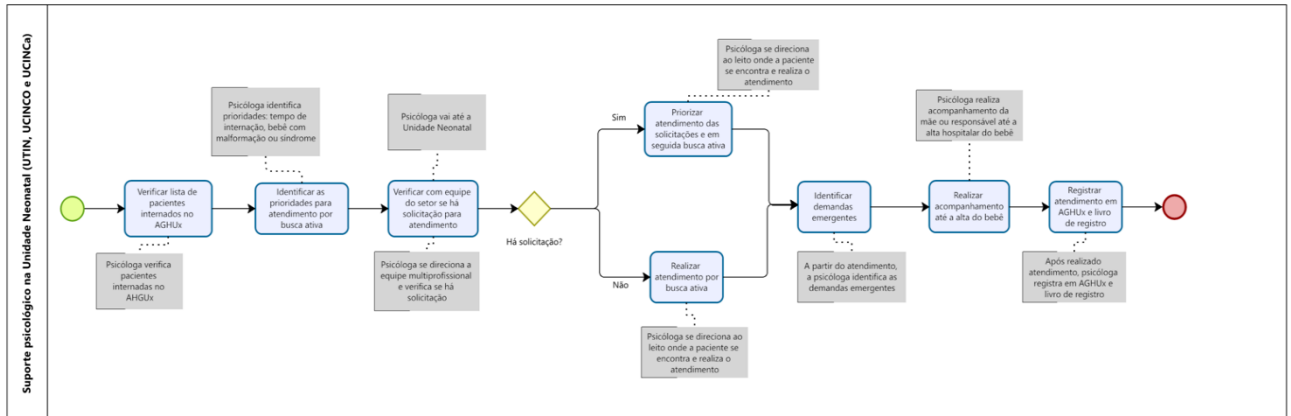 Suporte psicológico na Unidade Neonatal (UTIN, UCINCO e UCINCa)
Psicóloga identifica
prioridades: tempo de
internação, bebê com
malformação ou síndrome
Psicóloga vai até a
Unidade Neonatal
Verificar lista de
pacientes
internados no
AGHUx
Identificar as
prioridades para
atendimento por
busca ativa
Verificar com equipe
do setor se há
solicitação para
atendimento
Psicóloga verifica
pacientes
internadas no
AHGUx
Psicóloga se direciona a
equipe multiprofissional
e verifica se há
solicitação
Há solicitação?
Sim
Não
Psicóloga se direciona
ao leito onde a paciente
se encontra e realiza o
atendimento
Priorizar
atendimento das
solicitações e em
seguida busca ativa
Realizar
atendimento por
busca ativa
Psicóloga se direciona ao
leito onde a paciente se
encontra e realiza o
atendimento
Identificar
demandas
emergentes
A partir do atendimento,
a psicóloga identifica as
demandas emergentes
Psicóloga realiza
acompanhamento da
mãe ou responsável até a
alta hospitalar do bebê
Realizar
acompanhamento
até a alta do bebê
Registrar
atendimento em
AGHUx e livro
de registro
Após realizado
atendimento, psicóloga
registra em AGHUx e
livro de registro